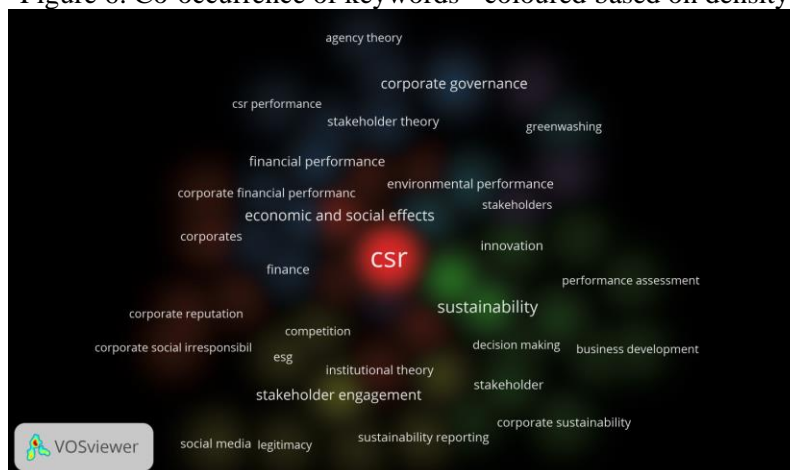 Figure 6: Co-occurrence of keywords - coloured based on density
agency theory
corporate governance
csr performance
stakeholder theory
greenwashing
financial performance
environmental performance
corporate financial performanc
stakeholders
economic and social effects
corporates
innovation
csr
finance
performance assessment
sustainability
corporate reputation
competition
decision making
business development
corporate social irresponsibil
esg
institutional theory
stakeholder
stakeholder engagement
corporate sustainability
sustainability reporting
social media
legitimacy
VOSviewer